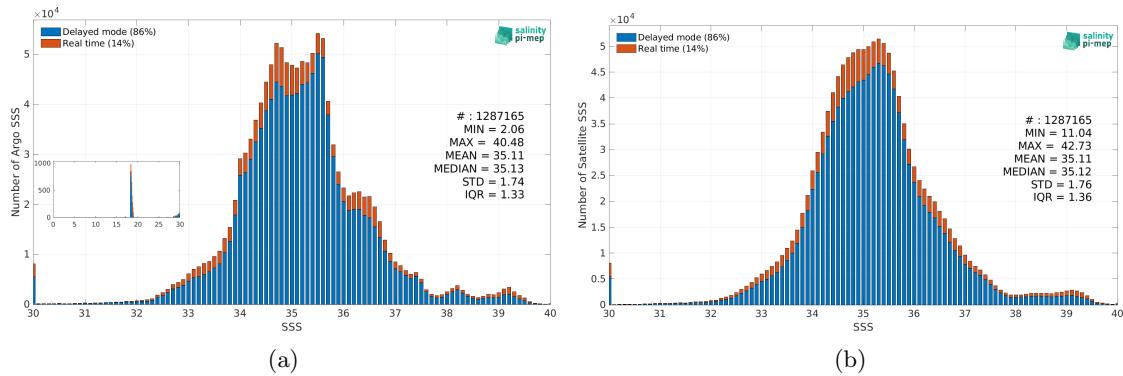 ×10⁴
Delayed mode (86%)
Real time (14%)
salinity
pi-mep
Number of Argo SSS
5
4
3
2
1
0
# : 1287165
MIN = 2.06
MAX = 40.48
MEAN = 35.11
MEDIAN = 35.13
STD = 1.74
IQR = 1.33
1000
500
0
0 5 10 15 20 25 30
30 31 32 33 34 35 36 37 38 39 40
SSS
(a)
×10⁴
Delayed mode (86%)
Real time (14%)
salinity
pi-mep
Number of Satellite SSS
5
4.5
4
3.5
3
2.5
2
1.5
1
0.5
0
# : 1287165
MIN = 11.04
MAX = 42.73
MEAN = 35.11
MEDIAN = 35.12
STD = 1.76
IQR = 1.36
30 31 32 33 34 35 36 37 38 39 40
SSS
(b)